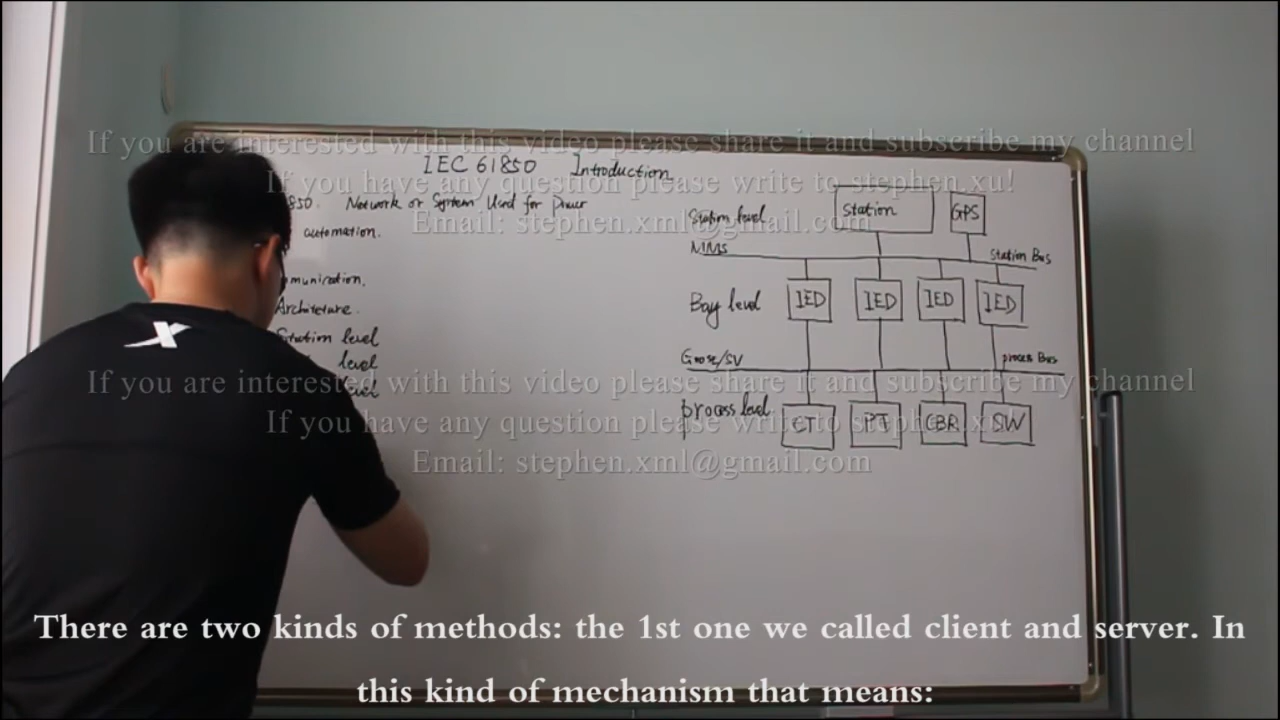 If you are interested with this video please share it and subscribe my channel
IEC 61850 Introduction
If you have any question please write to stephen.xu!
850. Network or System Used for Power
Email: stephen.xml@gmail.com
automation.
munication.
Architeture.
Station level
level
level
Station level
Station
GPS
MMS
Station Bus
Bay level
IED
IED
IED
IED
Goose/SV
process Bus
If you are interested with this video please share it and subscribe my channel
process level
CT
PT
CBR
SW
If you have any question please write to stephen.xu!
Email: stephen.xml@gmail.com
There are two kinds of methods: the 1st one we called client and server. In
this kind of mechanism that means: